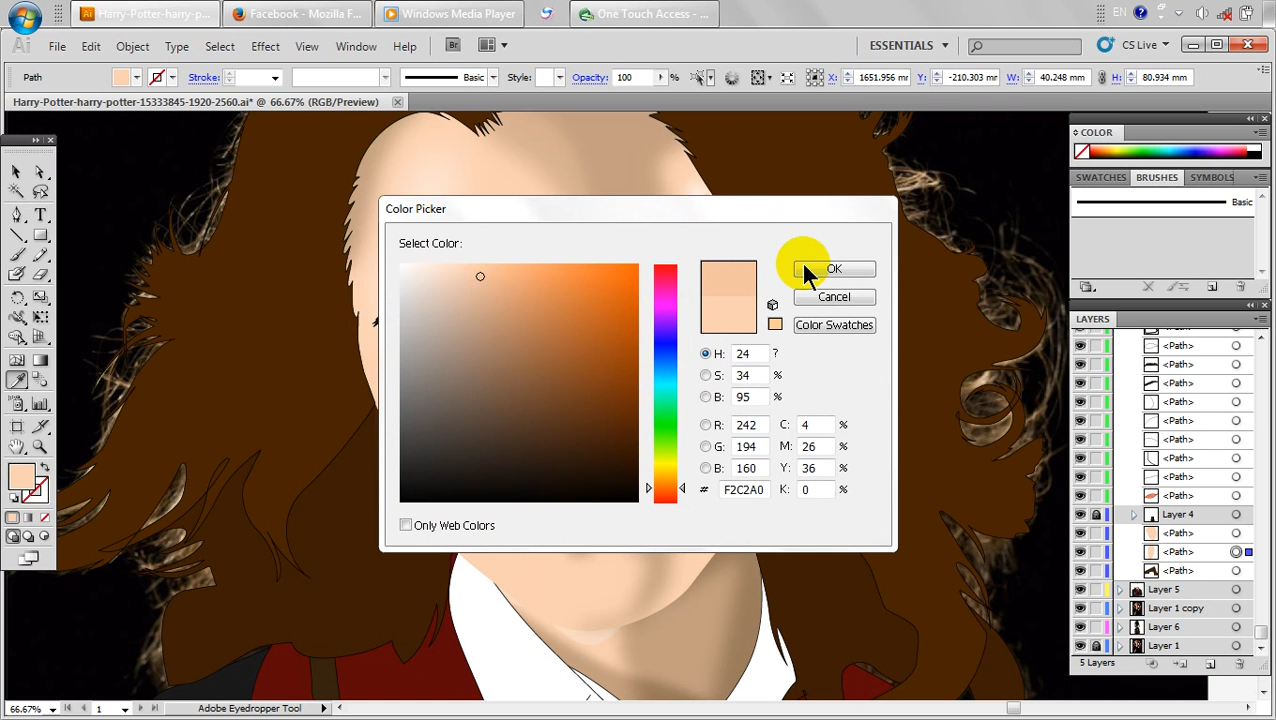 Harry-Potter-harry-p...
Facebook - Mozilla F...
Windows Media Player
One Touch Access - ...
EN
Ai
File
Edit
Object
Type
Select
Effect
View
Window
Help
Br
ESSENTIALS
CS Live
Path
Stroke:
Basic
Style:
Opacity:
100
%
X:
1651.956 mm
Y:
-210.303 mm
W:
40.248 mm
H:
80.934 mm
Harry-Potter-harry-potter-15333845-1920-2560.ai* @ 66.67% (RGB/Preview)
COLOR
SWATCHES
BRUSHES
SYMBOLS
Basic
LAYERS
<Path>
<Path>
<Path>
<Path>
<Path>
<Path>
<Path>
<Path>
<Path>
Layer 4
<Path>
<Path>
<Path>
Layer 5
Layer 1 copy
Layer 6
Layer 1
5 Layers
Color Picker
Select Color:
OK
Cancel
Color Swatches
H: 24 ?
S: 34 %
B: 95 %
R: 242 C: 4 %
G: 194 M: 26 %
B: 160 Y: 38 %
# F2C2A0 K: 0 %
Only Web Colors
66.67%
1
Adobe Eyedropper Tool